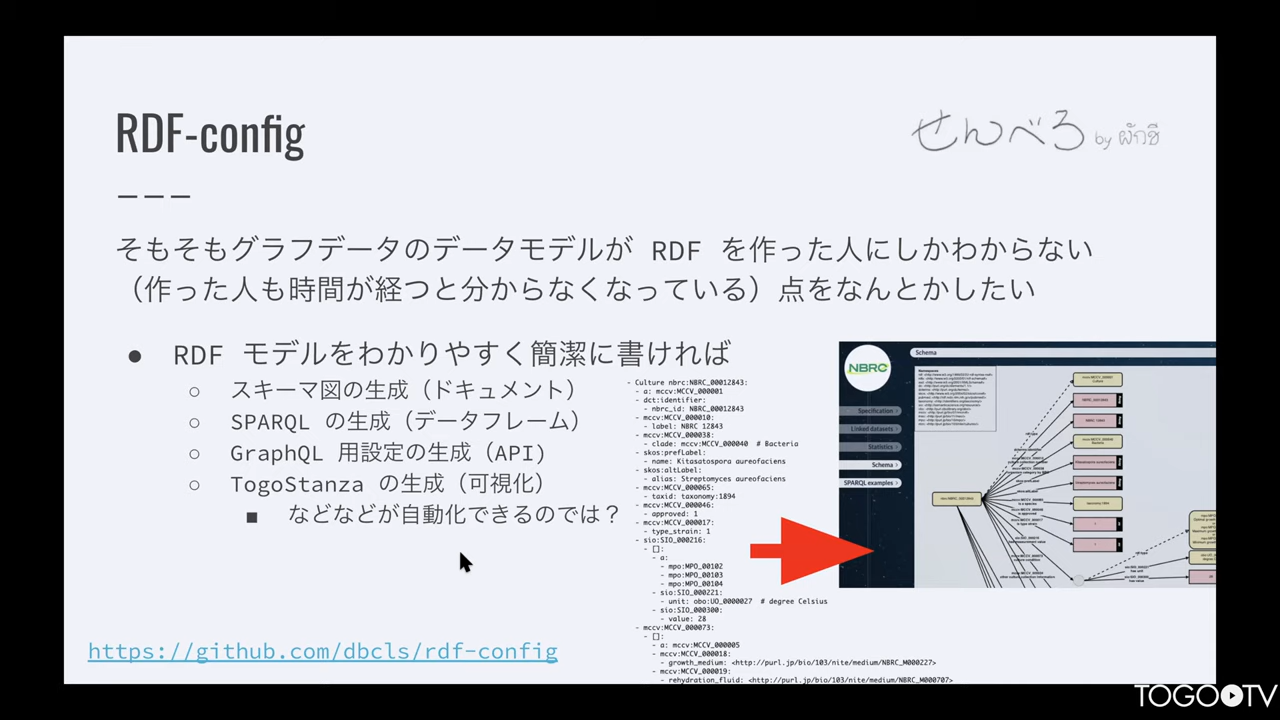 RDF-config
せんべろ by ผักชี
そもそもグラフデータのデータモデルが RDF を作った人にしかわからない
（作った人も時間が経つと分からなくなっている）点をなんとかしたい
● RDF モデルをわかりやすく簡潔に書ければ
○ スキーマ図の生成（ドキュメント）
○ SPARQL の生成（データフレーム）
○ GraphQL 用設定の生成（API）
○ TogoStanza の生成（可視化）
■ などなどが自動化できるのでは？
- Culture nbrc:NBRC_00012843:
- a: mccv:MCCV_000001
- dct:identifier:
- nbrc_id: NBRC_00012843
- mccv:MCCV_000010:
- label: NBRC 12843
- mccv:MCCV_000038:
- clade: mccv:MCCV_000040 # Bacteria
- skos:prefLabel:
- name: Kitasatospora aureofaciens
- skos:altLabel:
- alias: Streptomyces aureofaciens
- mccv:MCCV_000065:
- taxid: taxonomy:1894
- mccv:MCCV_000046:
- approved: 1
- mccv:MCCV_000017:
- type_strain: 1
- sio:SIO_000216:
- []:
- a:
- mpo:MPO_00102
- mpo:MPO_00103
- mpo:MPO_00104
- sio:SIO_000221:
- unit: obo:UO_0000027 # degree Celsius
- sio:SIO_000300:
- value: 28
- mccv:MCCV_000073:
- []:
- a: mccv:MCCV_000005
- mccv:MCCV_000018:
- growth_medium: <http://purl.jp/bio/103/nite/medium/NBRC_M000227>
- mccv:MCCV_000019:
- rehydration_fluid: <http://purl.jp/bio/103/nite/medium/NBRC_M000707>
NBRC
Schema
Specification
Linked datasets
Statistics
Schema
SPARQL examples
https://github.com/dbcls/rdf-config
TOGO TV